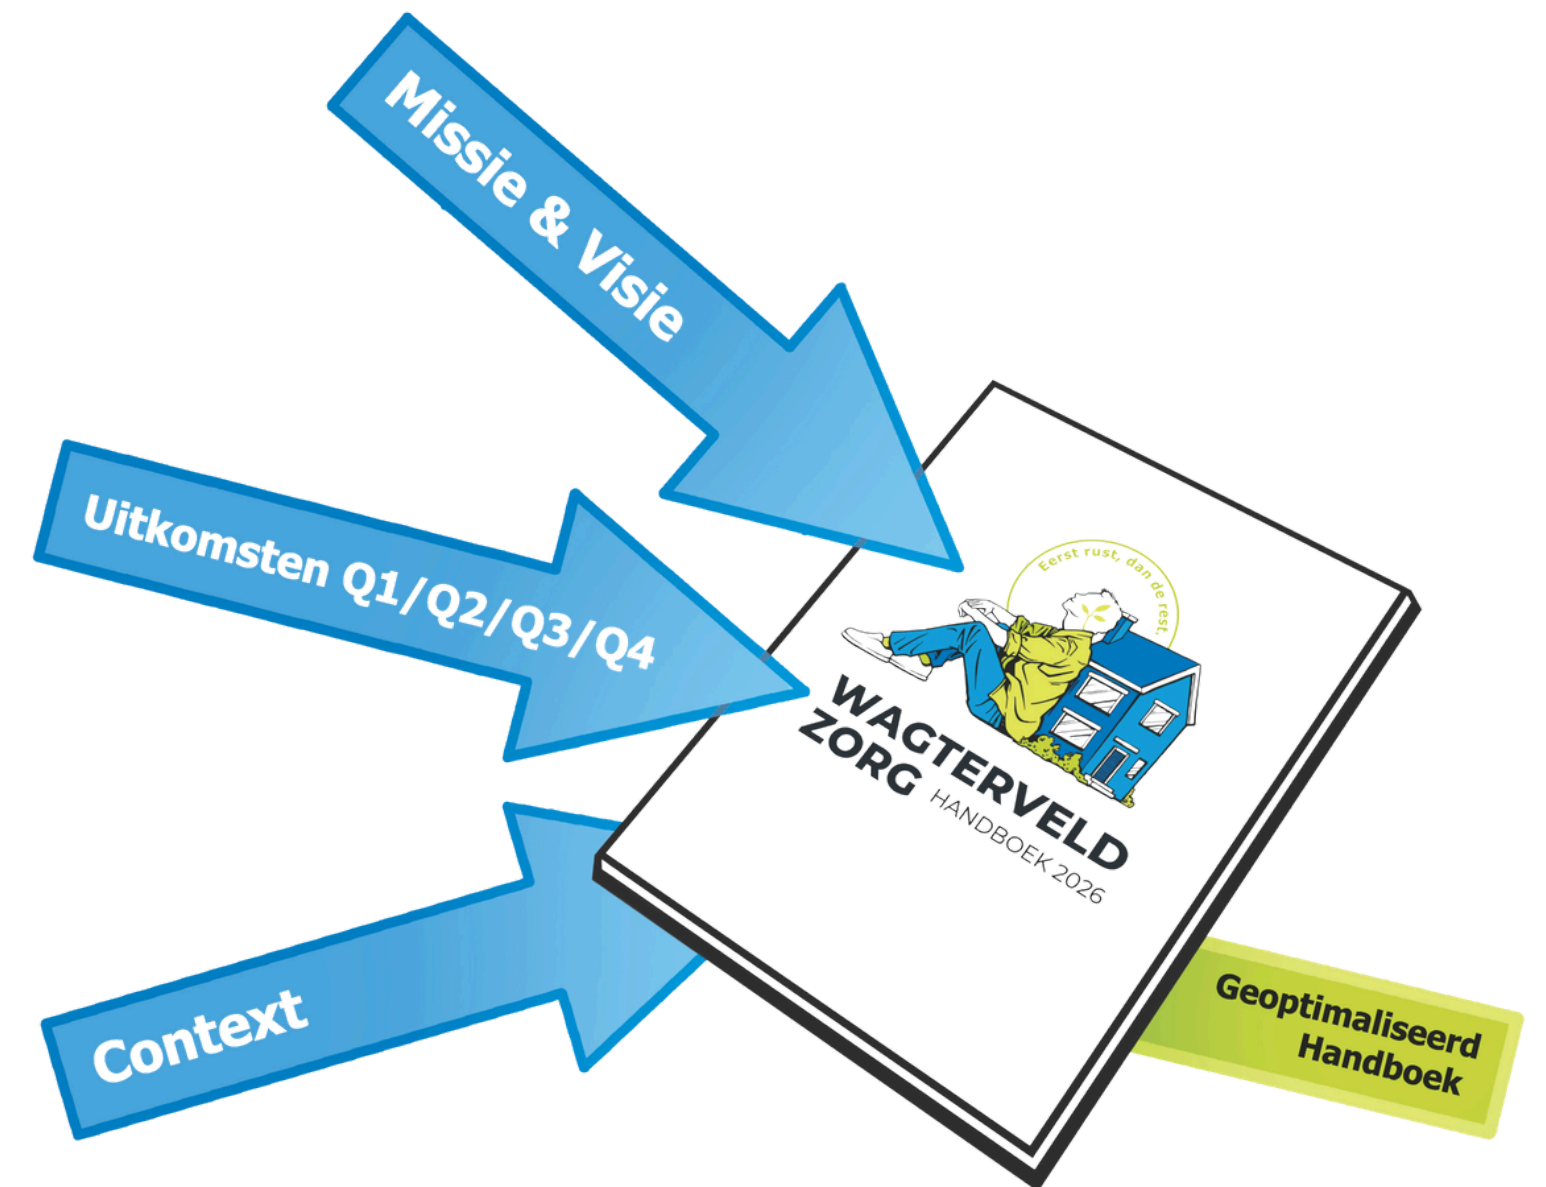 Missie & Visie
Uitkomsten Q1/Q2/Q3/Q4
Context
Eerst rust, dan de rest.
WAGTERVELD
ZORG HANDBOEK 2026
Geoptimaliseerd
Handboek